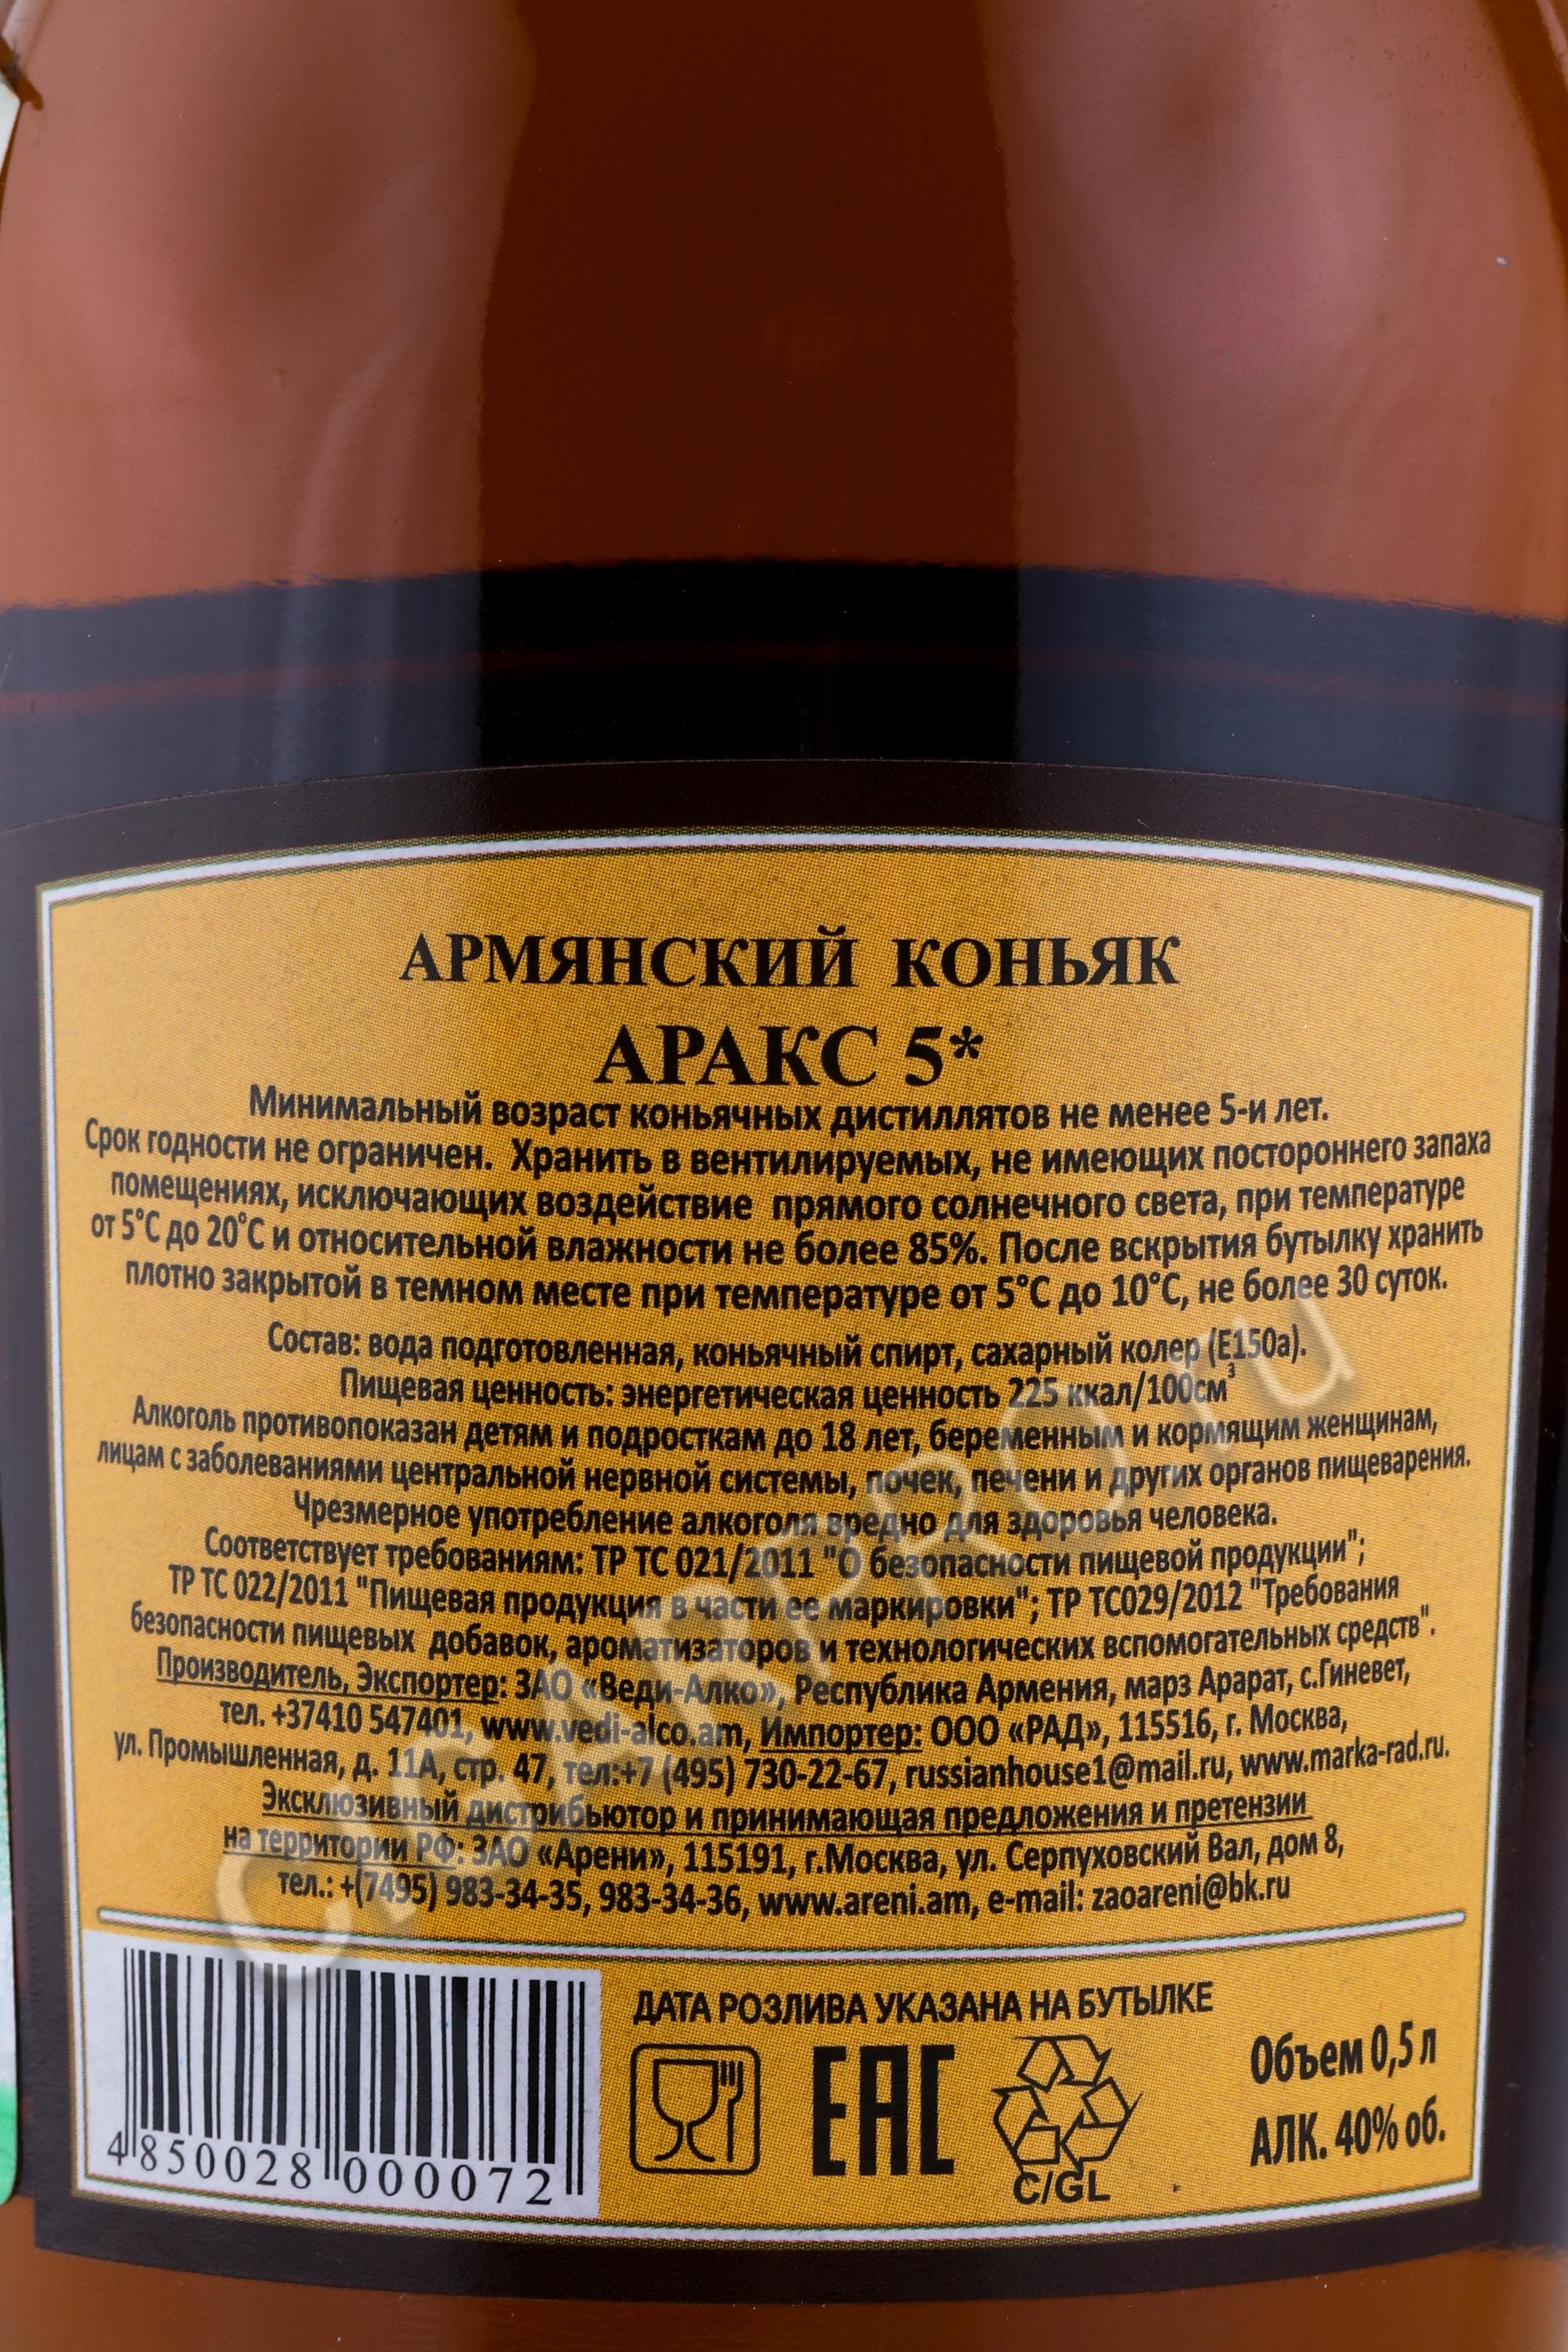 АРМЯНСКИЙ КОНЬЯК
АРАКС 5*
Минимальный возраст коньячных дистиллятов не менее 5-и лет.
Срок годности не ограничен. Хранить в вентилируемых, не имеющих постороннего запаха
помещениях, исключающих воздействие прямого солнечного света, при температуре
от 5°С до 20°С и относительной влажности не более 85%. После вскрытия бутылку хранить
плотно закрытой в темном месте при температуре от 5°С до 10°С, не более 30 суток.
Состав: вода подготовленная, коньячный спирт, сахарный колер (Е150а).
Пищевая ценность: энергетическая ценность 225 ккал/100см³
Алкоголь противопоказан детям и подросткам до 18 лет, беременным и кормящим женщинам,
лицам с заболеваниями центральной нервной системы, почек, печени и других органов пищеварения.
Чрезмерное употребление алкоголя вредно для здоровья человека.
Соответствует требованиям: ТР ТС 021/2011 "О безопасности пищевой продукции";
ТР ТС 022/2011 "Пищевая продукция в части ее маркировки"; ТР ТС029/2012 "Требования
безопасности пищевых добавок, ароматизаторов и технологических вспомогательных средств".
Производитель, Экспортер: ЗАО «Веди-Алко», Республика Армения, марз Арарат, с.Гиневет,
тел. +37410 547401, www.vedi-alco.am, Импортер: ООО «РАД», 115516, г. Москва,
ул. Промышленная, д. 11А, стр. 47, тел:+7 (495) 730-22-67, russianhouse1@mail.ru, www.marka-rad.ru.
Эксклюзивный дистрибьютор и принимающая предложения и претензии
на территории РФ: ЗАО «Арени», 115191, г.Москва, ул. Серпуховский Вал, дом 8,
тел.: +(7495) 983-34-35, 983-34-36, www.areni.am, e-mail: zaoareni@bk.ru
ДАТА РОЗЛИВА УКАЗАНА НА БУТЫЛКЕ
4 850028 000072
EAC
C/GL
Объем 0,5 л
АЛК. 40% об.
CIGARPRO.ru